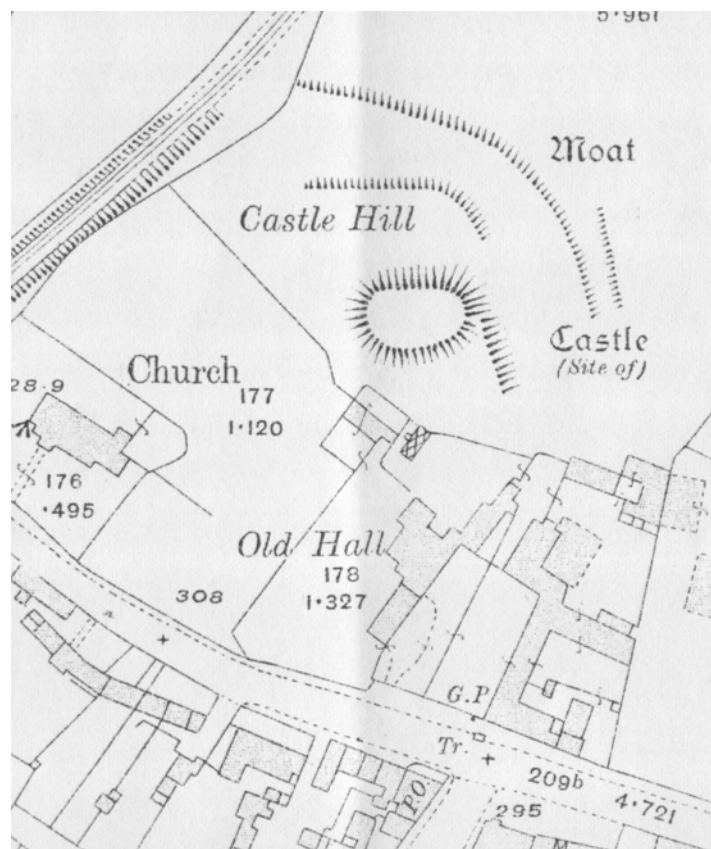 5·961
Moat
Castle Hill
Castle
(Site of)
Church
177
1·120
28·9
176
·495
Old Hall
178
1·327
308
G.P
Tr.
209b
4·721
P.O.
295
M